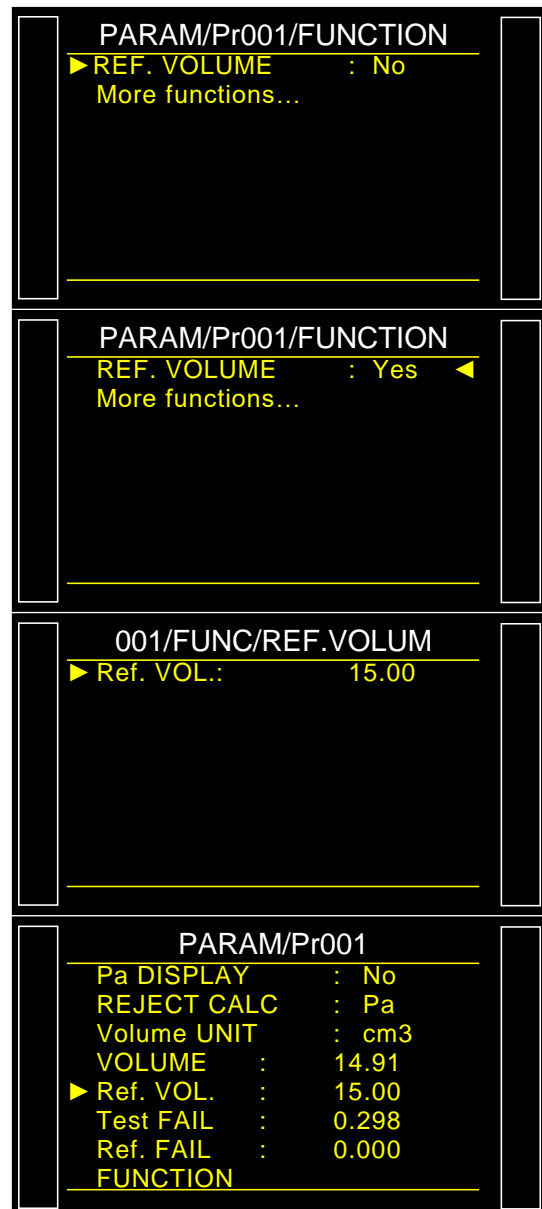 PARAM/Pr001/FUNCTION
►REF. VOLUME : No
More functions…
PARAM/Pr001/FUNCTION
REF. VOLUME : Yes ◄
More functions…
001/FUNC/REF.VOLUM
► Ref. VOL.: 15.00
PARAM/Pr001
Pa DISPLAY : No
REJECT CALC : Pa
Volume UNIT : cm3
VOLUME : 14.91
► Ref. VOL. : 15.00
Test FAIL : 0.298
Ref. FAIL : 0.000
FUNCTION